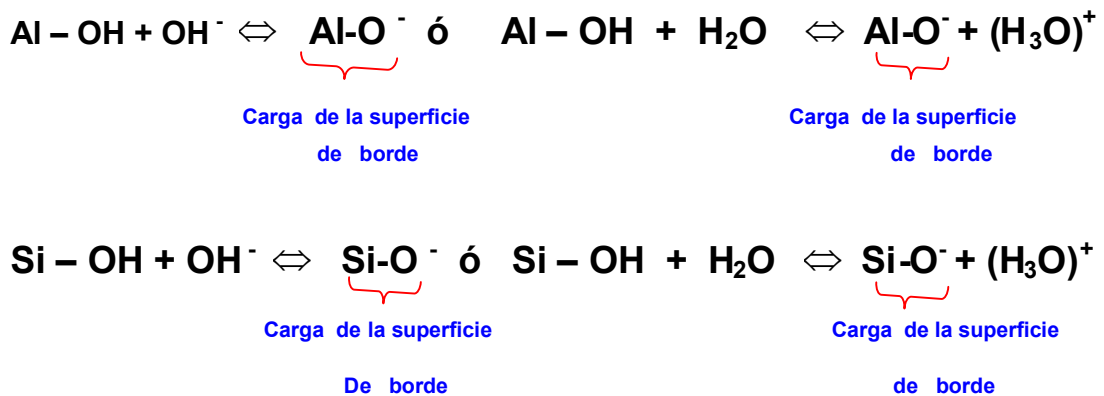 Al – OH + OH⁻ ⇔ Al-O ⁻ ó Al – OH + H₂O ⇔ Al-O⁻ + (H₃O)⁺
Carga de la superficie Carga de la superficie
de borde de borde
Si – OH + OH⁻ ⇔ Si-O ⁻ ó Si – OH + H₂O ⇔ Si-O⁻ + (H₃O)⁺
Carga de la superficie Carga de la superficie
De borde de borde